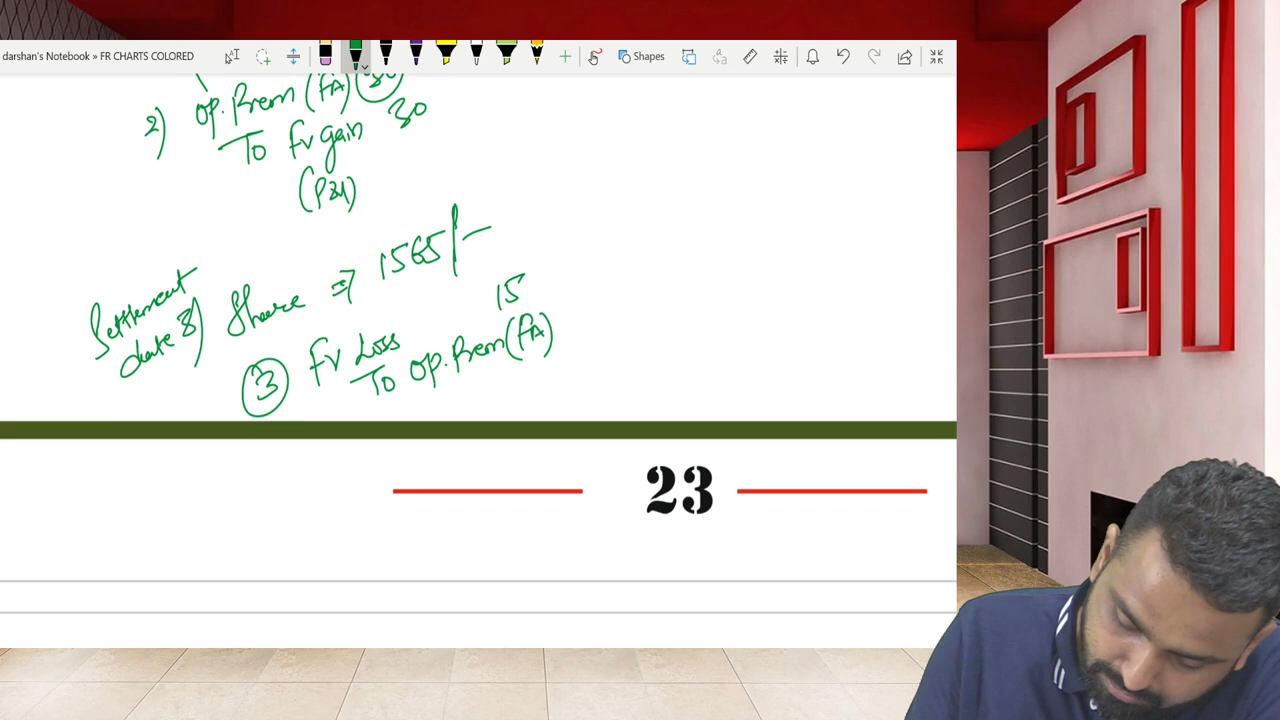 darshan's Notebook » FR CHARTS COLORED
Shapes
2) op. Prem (FA) 30
To Fv gain 30
(P&L)
Settlement date 3) Share ⇒ 1565/-
③ Fv Loss 15
To op. Prem (FA)
23